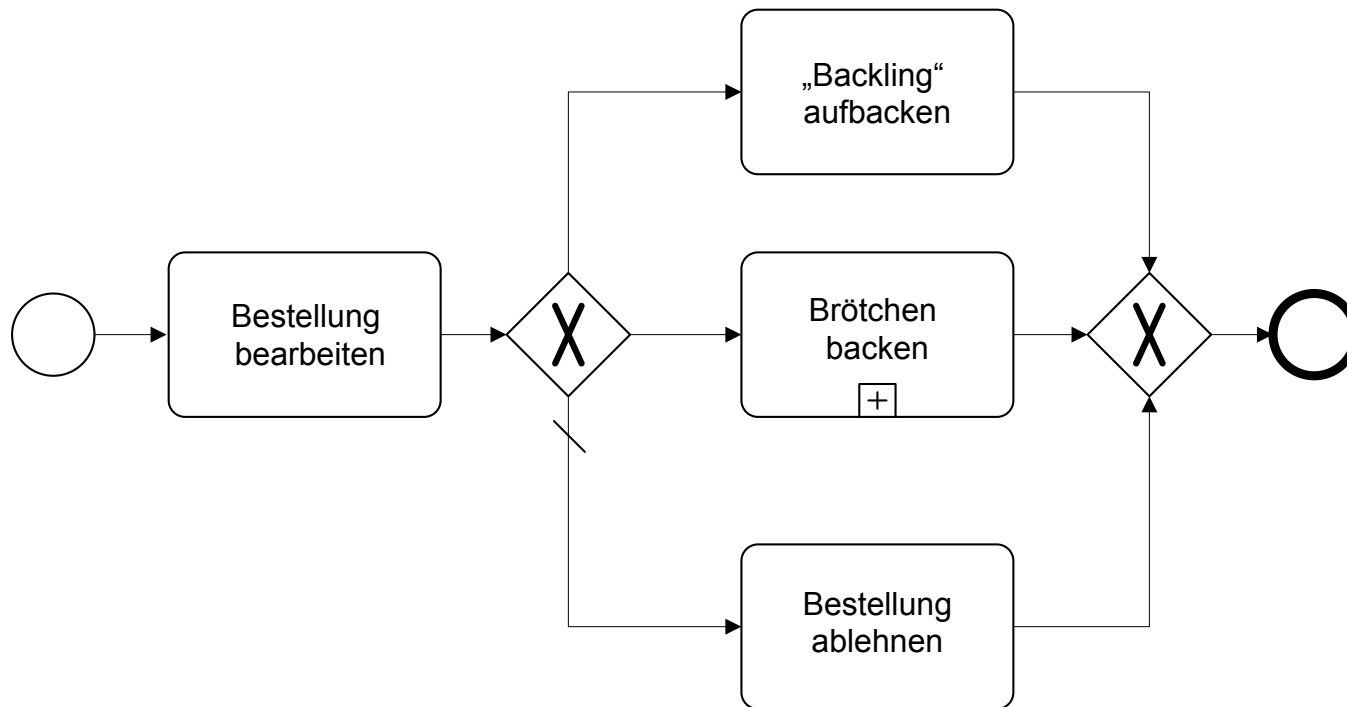 „Backling“
aufbacken
Bestellung
bearbeiten
X
Brötchen
backen
+
X
Bestellung
ablehnen